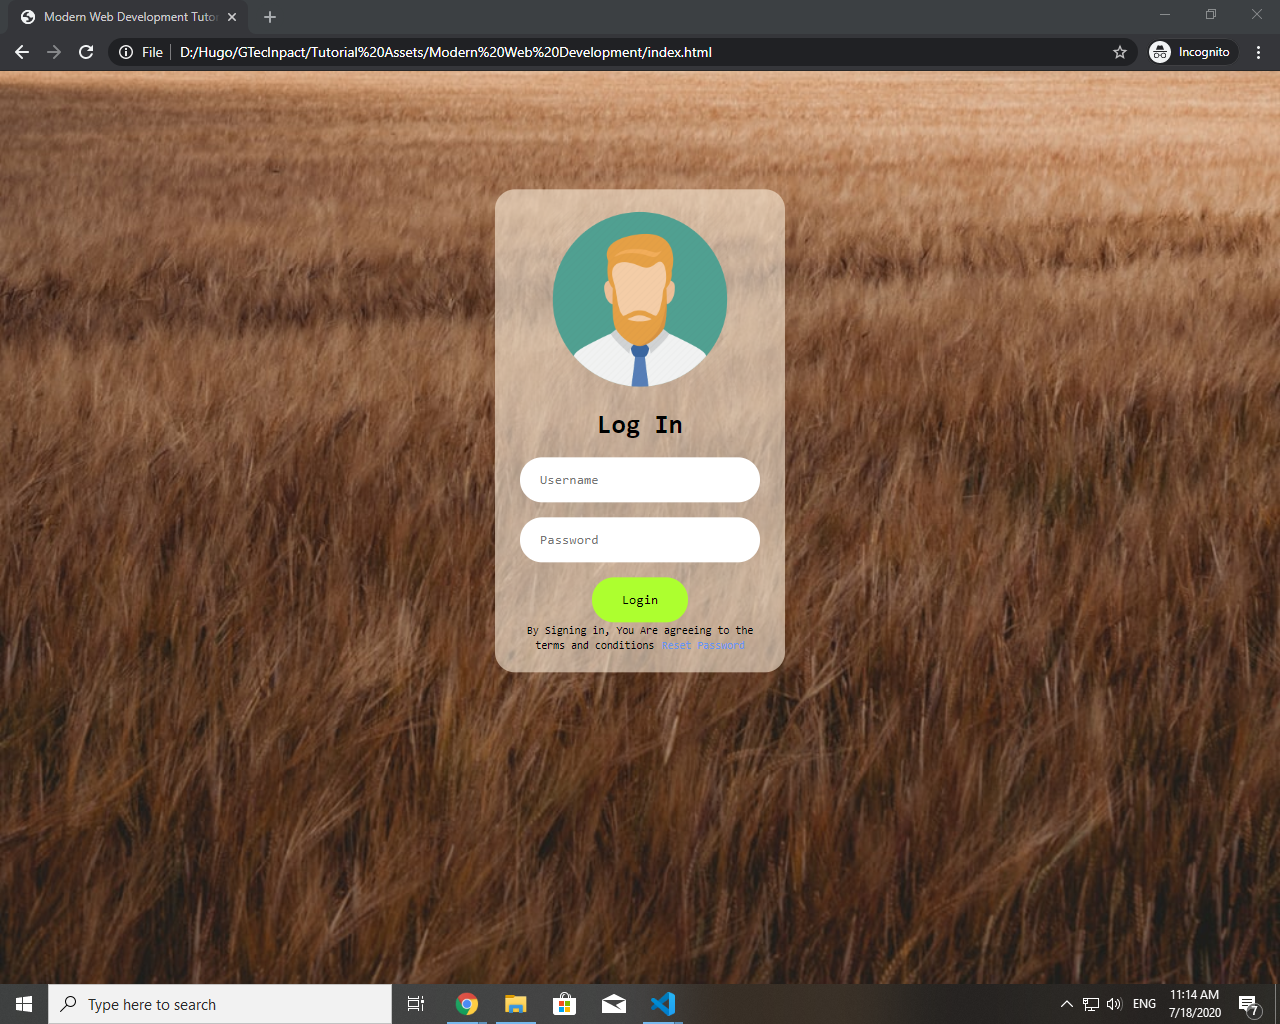 Modern Web Development Tutor
File
D:/Hugo/GTecInpact/Tutorial%20Assets/Modern%20Web%20Development/index.html
Incognito
Log In
Username
Password
Login
By Signing in, You Are agreeing to the
terms and conditions Reset Password
Type here to search
ENG
11:14 AM
7/18/2020
7